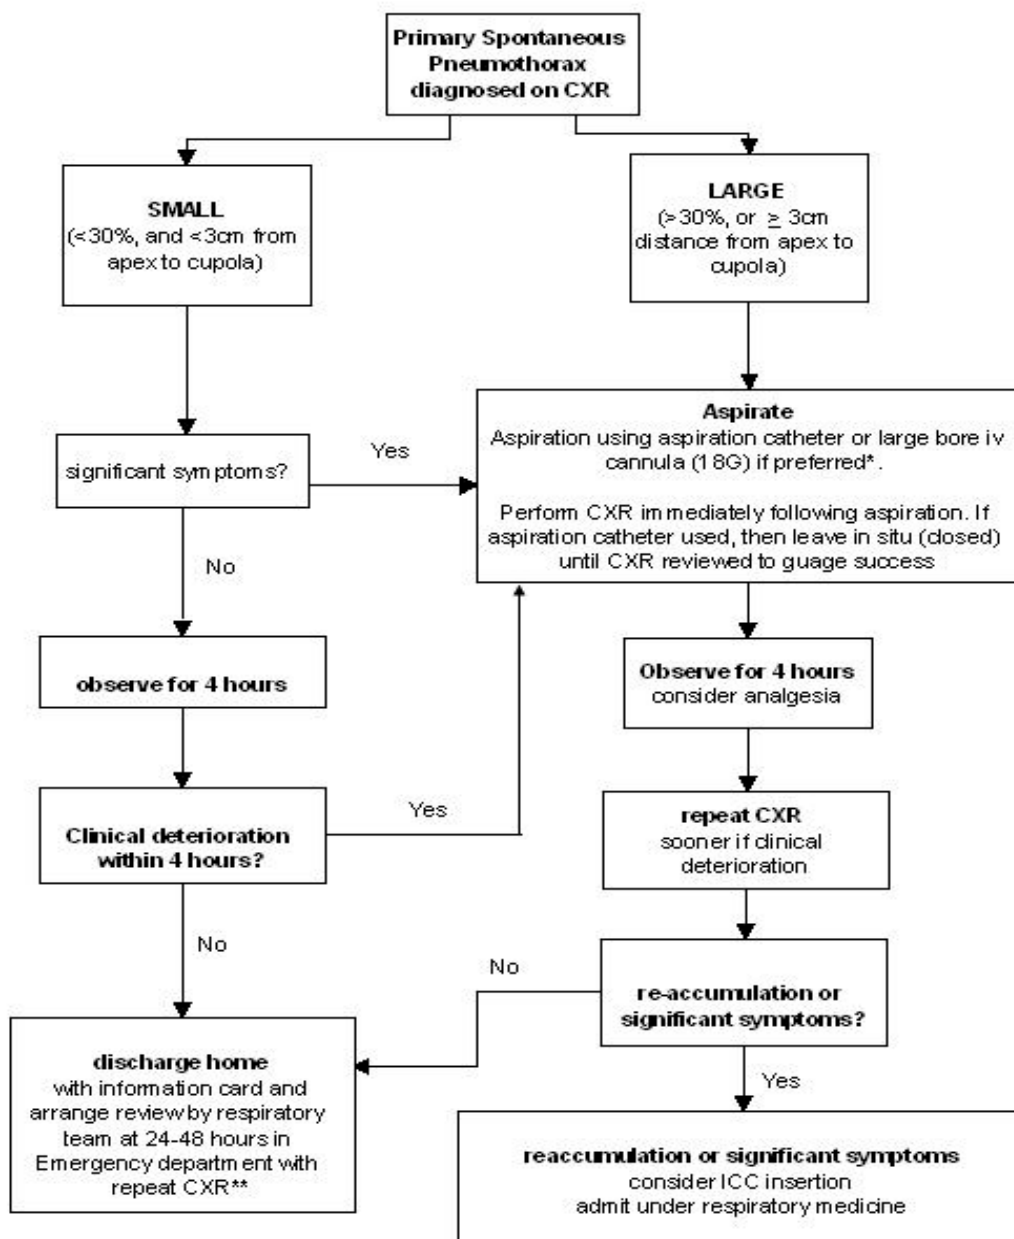 Primary Spontaneous
Pneumothorax
diagnosed on CXR
SMALL
(<30%, and <3cm from
apex to cupola)
LARGE
(>30%, or ≥ 3cm
distance from apex to
cupola)
significant symptoms?
Yes
No
Aspirate
Aspiration using aspiration catheter or large bore iv
cannula (18G) if preferred*.
Perform CXR immediately following aspiration. If
aspiration catheter used, then leave in situ (closed)
until CXR reviewed to guage success
observe for 4 hours
Observe for 4 hours
consider analgesia
Clinical deterioration
within 4 hours?
Yes
No
repeat CXR
sooner if clinical
deterioration
re-accumulation or
significant symptoms?
No
Yes
discharge home
with information card and
arrange review by respiratory
team at 24-48 hours in
Emergency department with
repeat CXR**
reaccumulation or significant symptoms
consider ICC insertion
admit under respiratory medicine